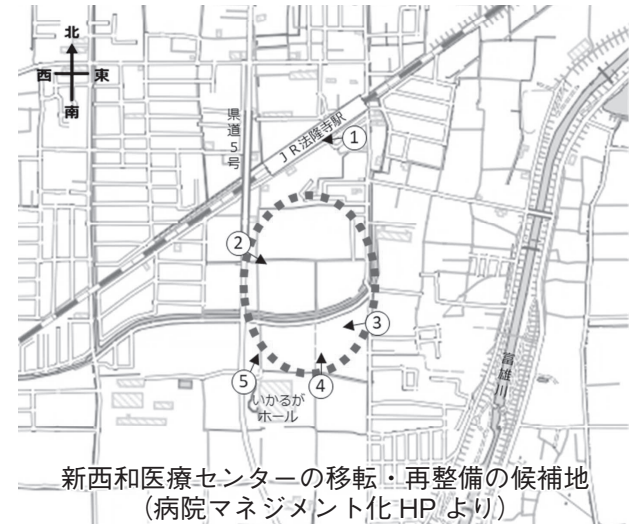 北
西 東
南
県道5号
JR法隆寺駅
①
②
③
④
⑤
いかるが
ホール
富雄川
新西和医療センターの移転・再整備の候補地
(病院マネジメント化HPより)